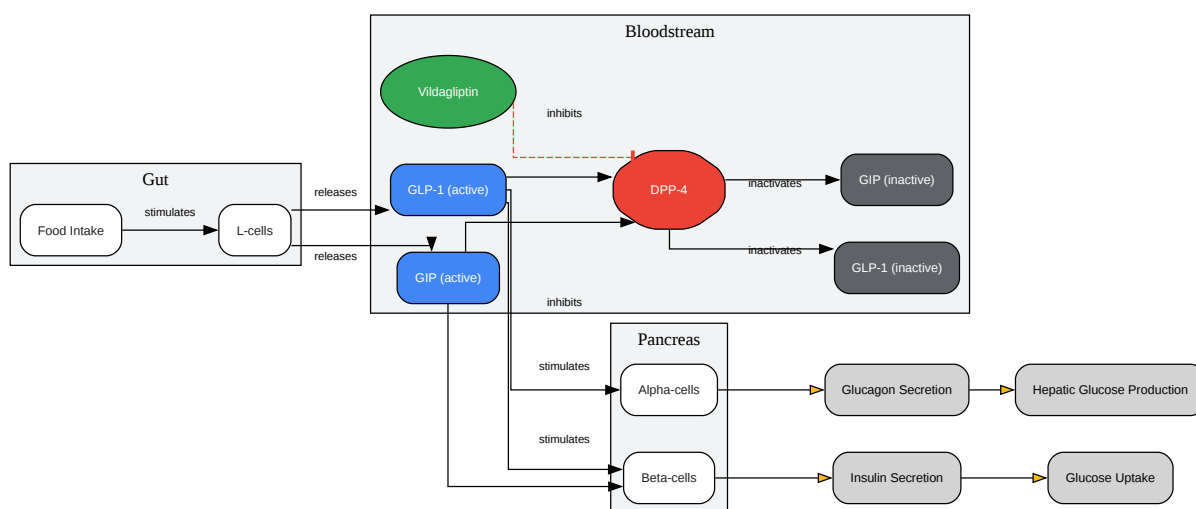 Bloodstream
Vildagliptin
inhibits
Gut
GLP-1 (active)
DPP-4
inactivates
GIP (inactive)
releases
stimulates
Food Intake
L-cells
releases
GIP (active)
inactivates
GLP-1 (inactive)
inhibits
Pancreas
stimulates
Alpha-cells
Glucagon Secretion
Hepatic Glucose Production
stimulates
Beta-cells
Insulin Secretion
Glucose Uptake